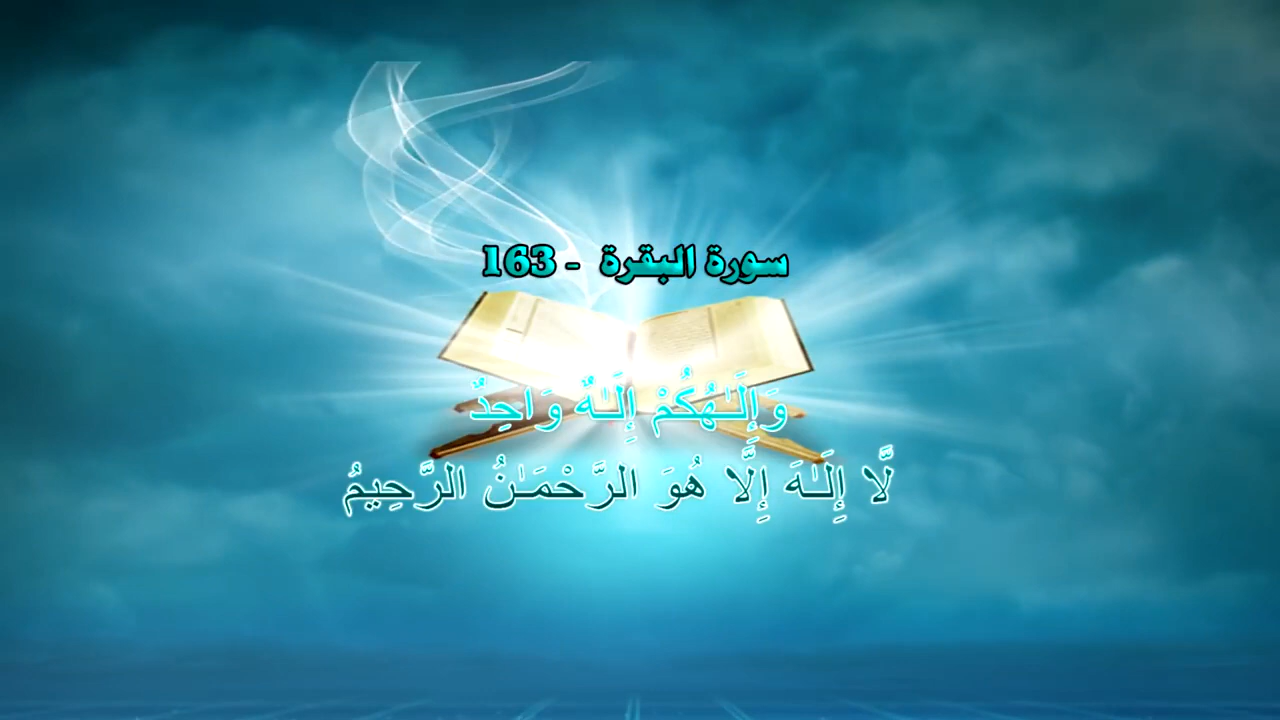 سورة البقرة - 163
وَإِلَـٰهُكُمْ إِلَـٰهٌ وَاحِدٌ
لَّا إِلَـٰهَ إِلَّا هُوَ الرَّحْمَـٰنُ الرَّحِيمُ